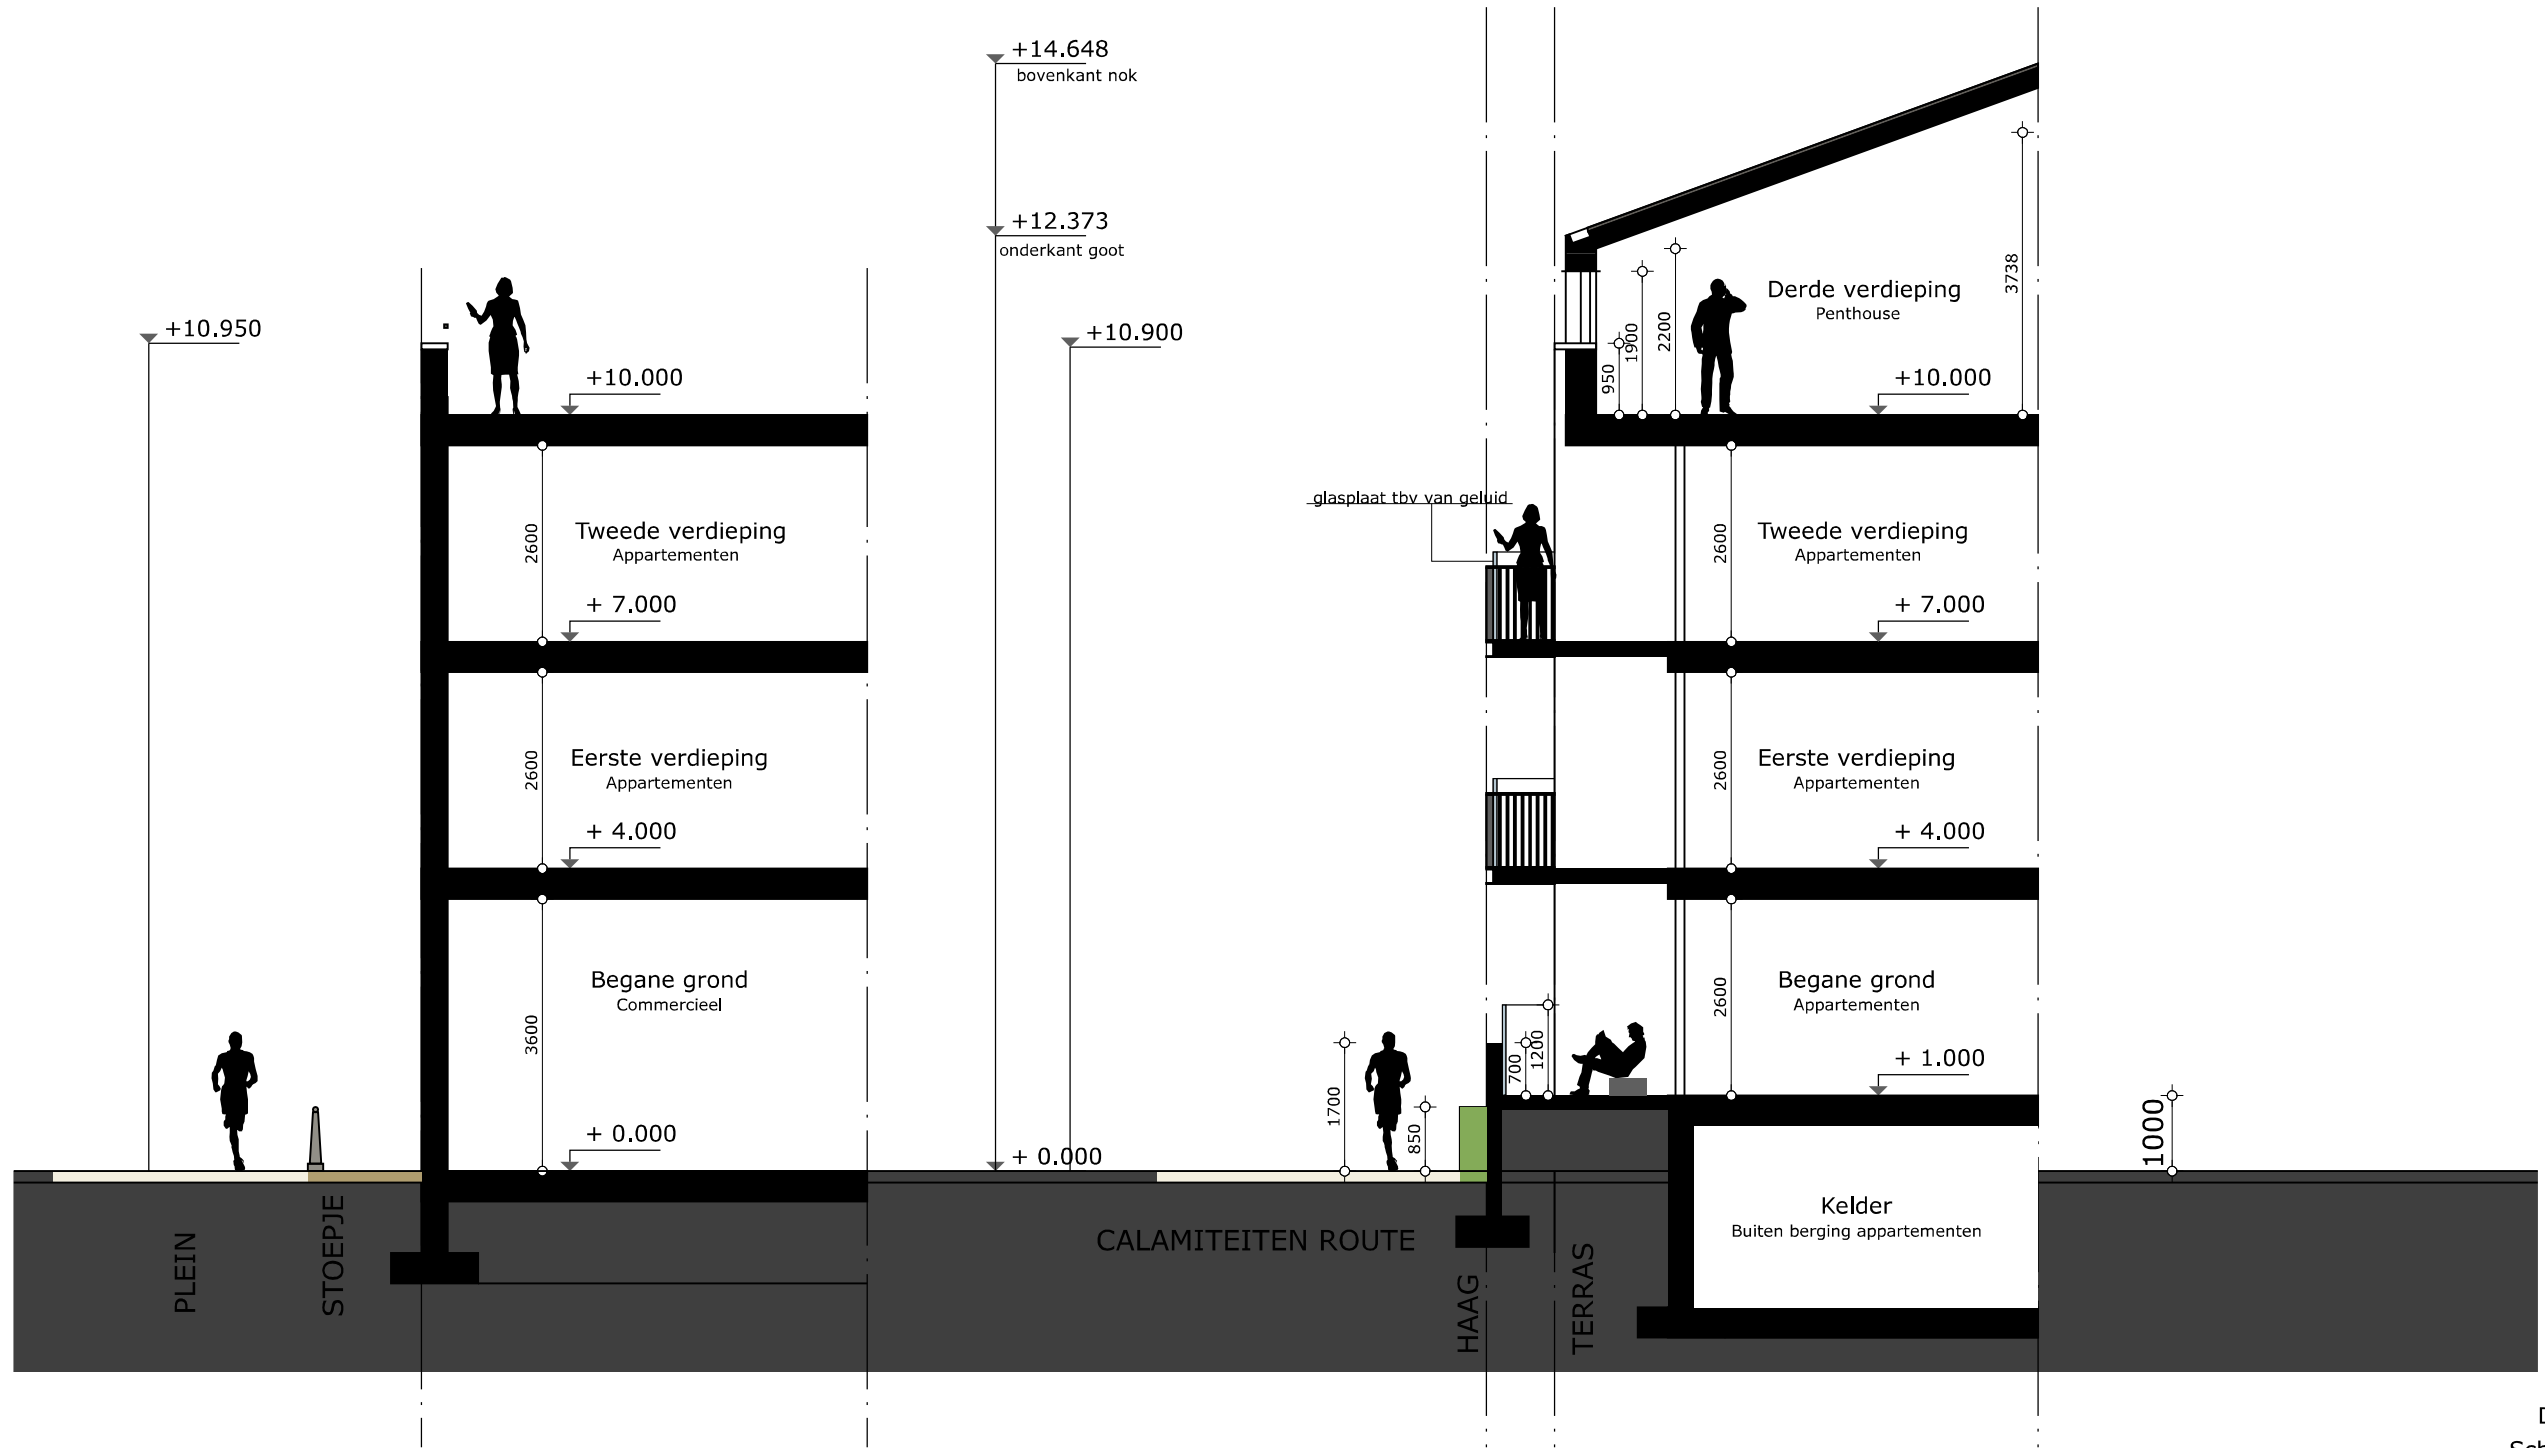 +14.648
bovenkant nok
+12.373
onderkant goot
+10.950
+10.900
+10.000
2600
Tweede verdieping
Appartementen
+ 7.000
2600
Eerste verdieping
Appartementen
+ 4.000
3600
Begane grond
Commercieel
+ 0.000
PLEIN
STOEPJE
+ 0.000
CALAMITEITEN ROUTE
3738
Derde verdieping
Penthouse
950
1900
2200
+10.000
glasplaat tbv van geluid
2600
Tweede verdieping
Appartementen
+ 7.000
2600
Eerste verdieping
Appartementen
+ 4.000
2600
Begane grond
Appartementen
+ 1.000
1700
850
700
1200
1000
HAAG
TERRAS
Kelder
Buiten berging appartementen